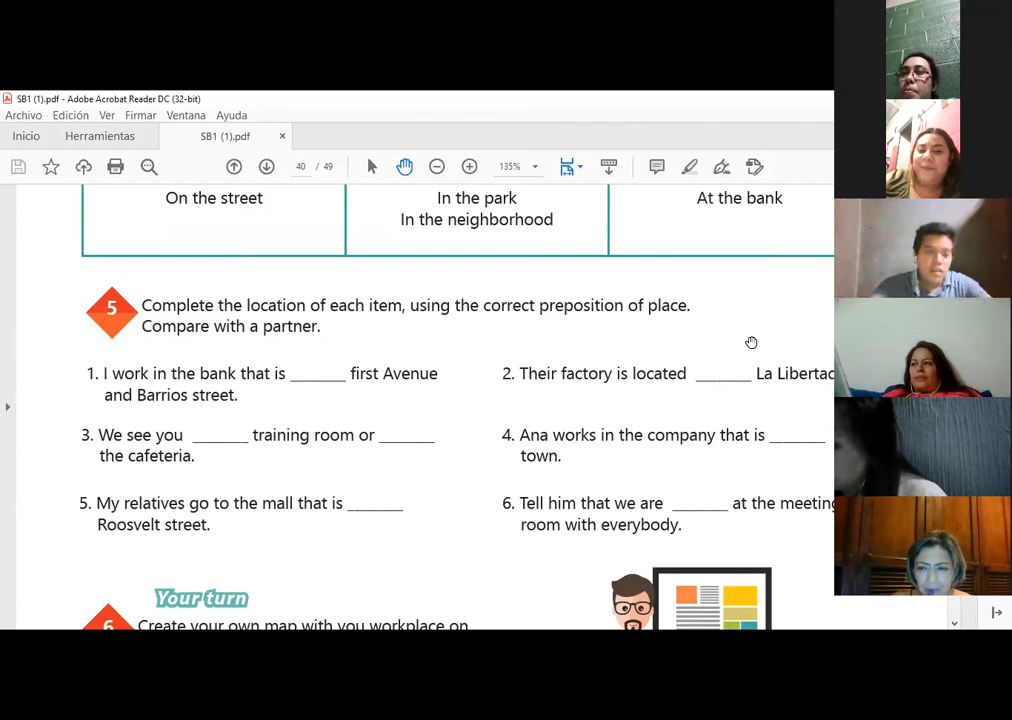 SB1 (1).pdf - Adobe Acrobat Reader DC (32-bit)
Archivo Edición Ver Firmar Ventana Ayuda
Inicio Herramientas SB1 (1).pdf ×
40 / 49 135%
On the street In the park At the bank
In the neighborhood
5 Complete the location of each item, using the correct preposition of place.
Compare with a partner.
1. I work in the bank that is _______ first Avenue
and Barrios street.
2. Their factory is located _______ La Libertad
3. We see you _______ training room or _______
the cafeteria.
4. Ana works in the company that is _______
town.
5. My relatives go to the mall that is _______
Roosvelt street.
6. Tell him that we are _______ at the meeting
room with everybody.
Your turn
6 Create your own map with you workplace on